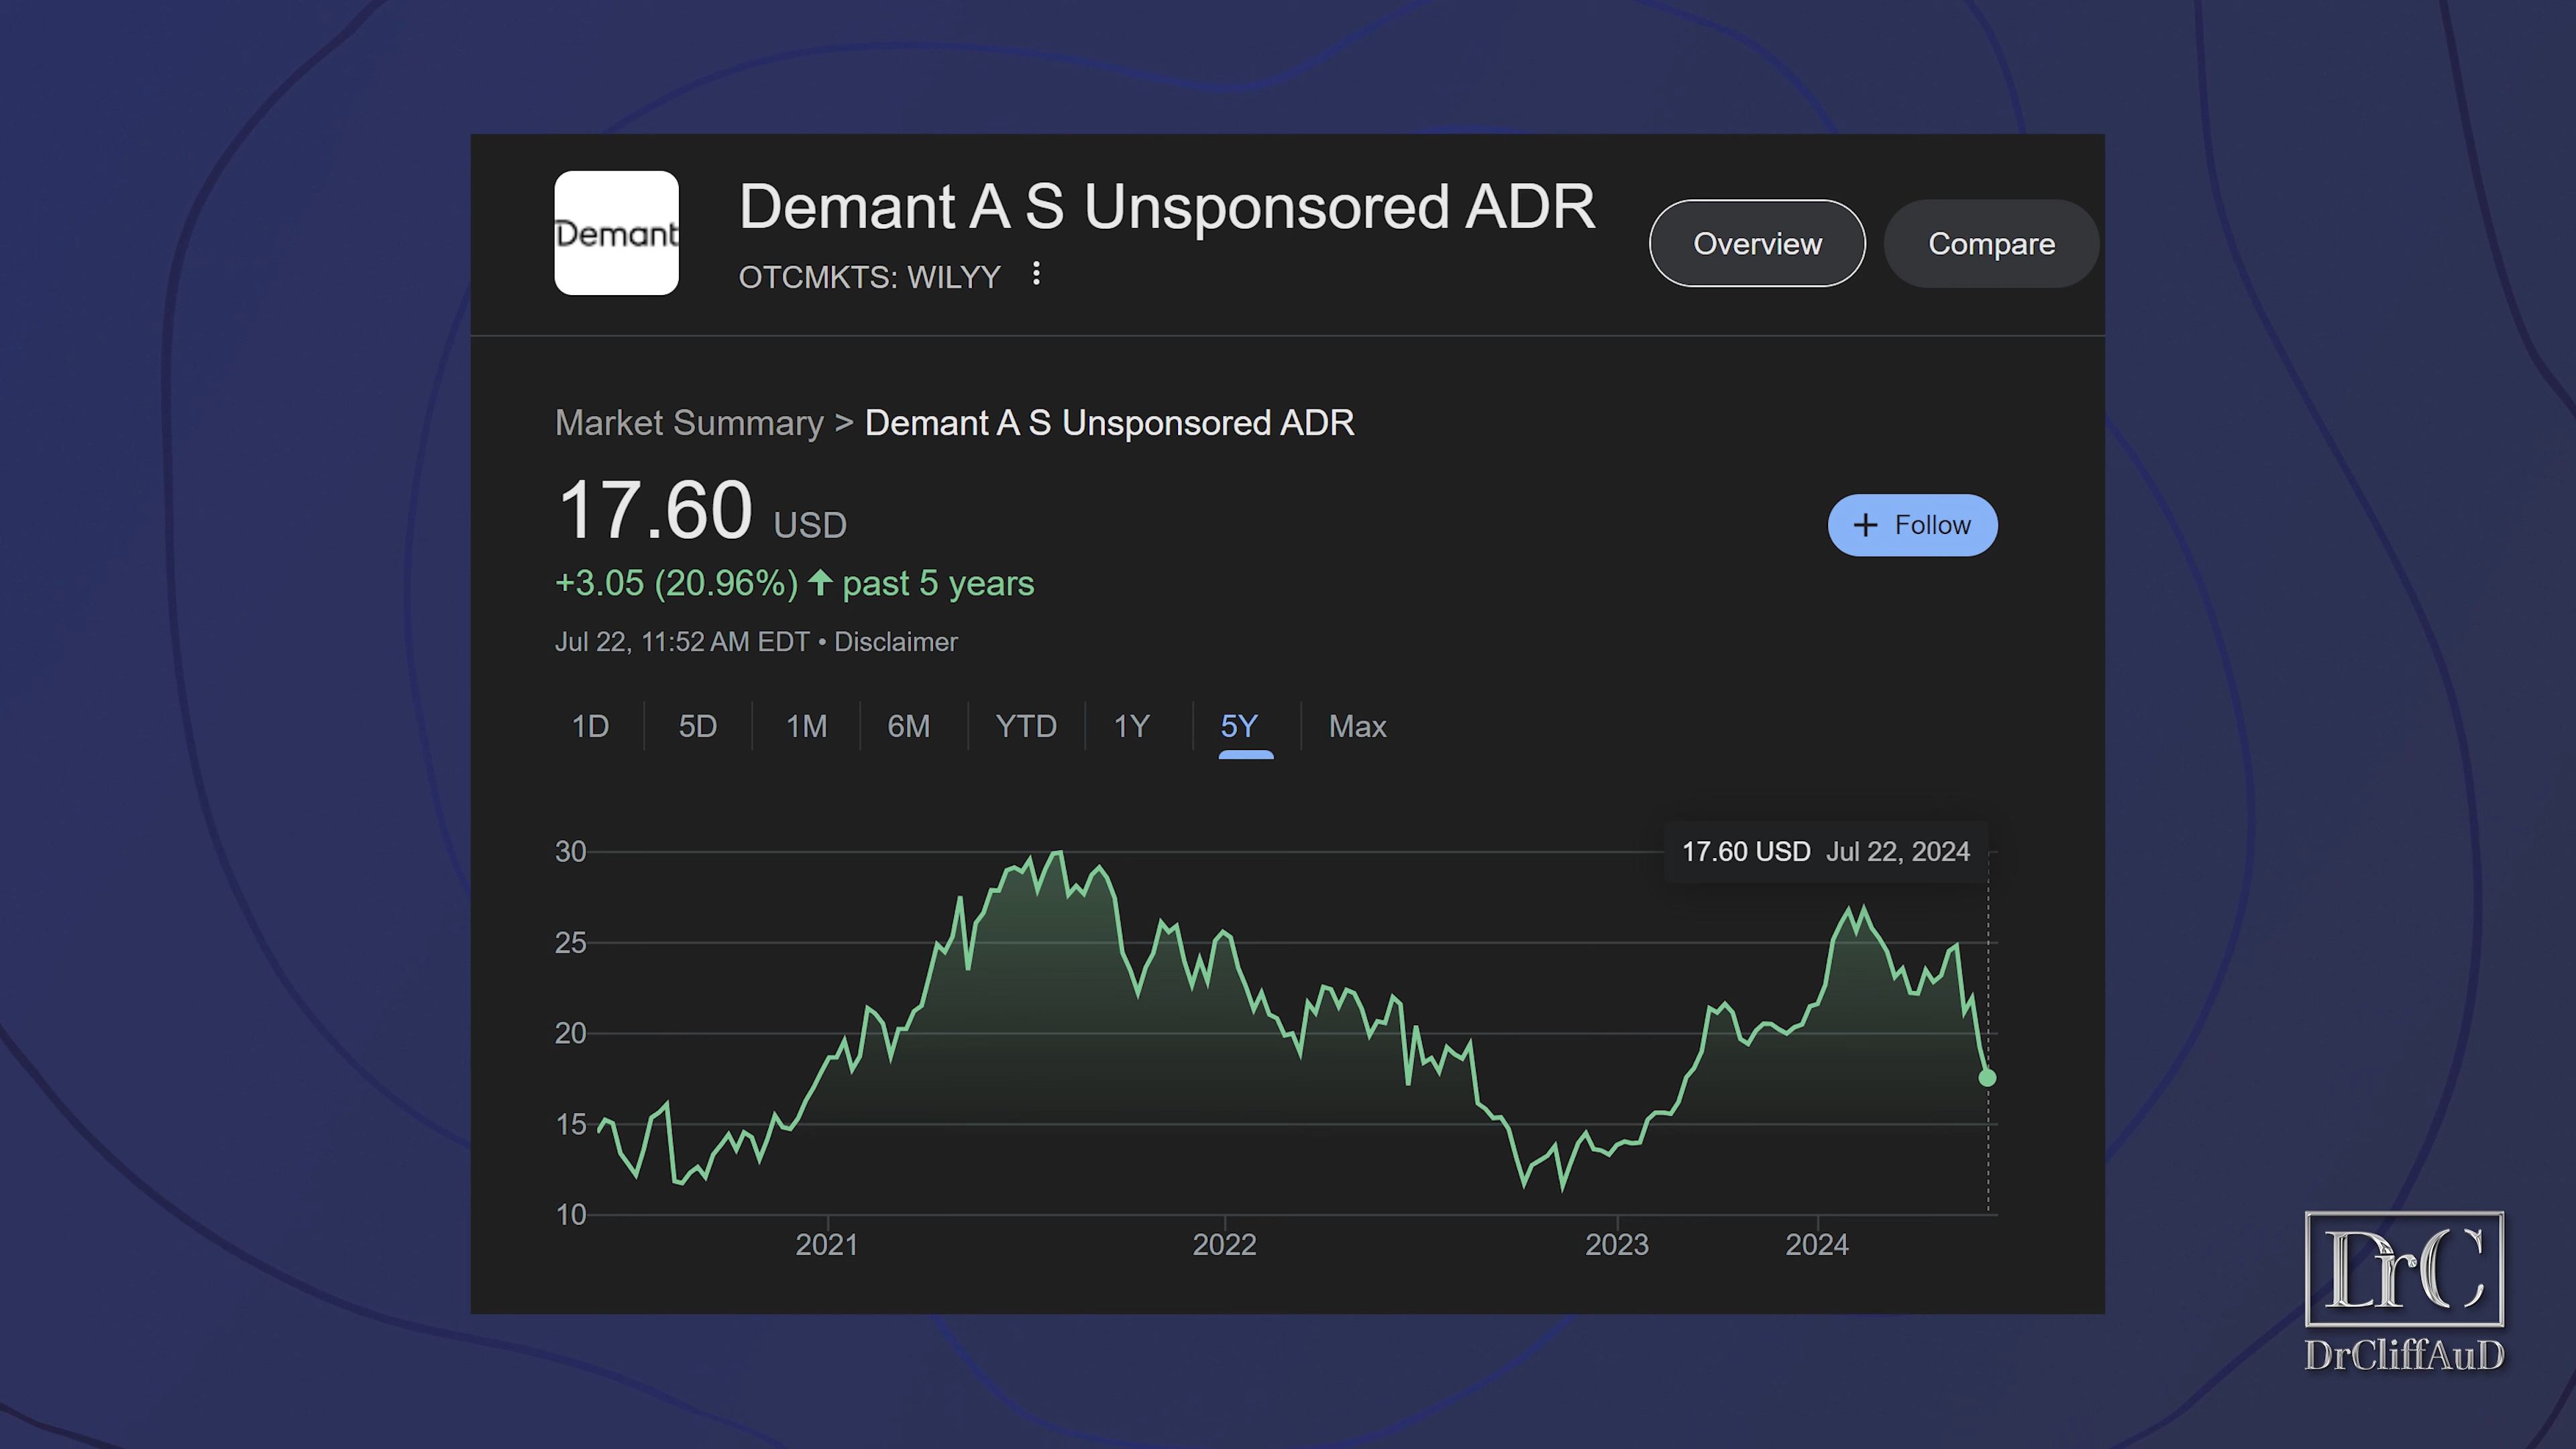 Demant
Demant A S Unsponsored ADR
OTCMKTS: WILYY
Overview
Compare
Market Summary > Demant A S Unsponsored ADR
17.60 USD
+ Follow
+3.05 (20.96%) ↑ past 5 years
Jul 22, 11:52 AM EDT • Disclaimer
1D 5D 1M 6M YTD 1Y 5Y Max
17.60 USD Jul 22, 2024
30
25
20
15
10
2021 2022 2023 2024
DrC
DrCliffAuD